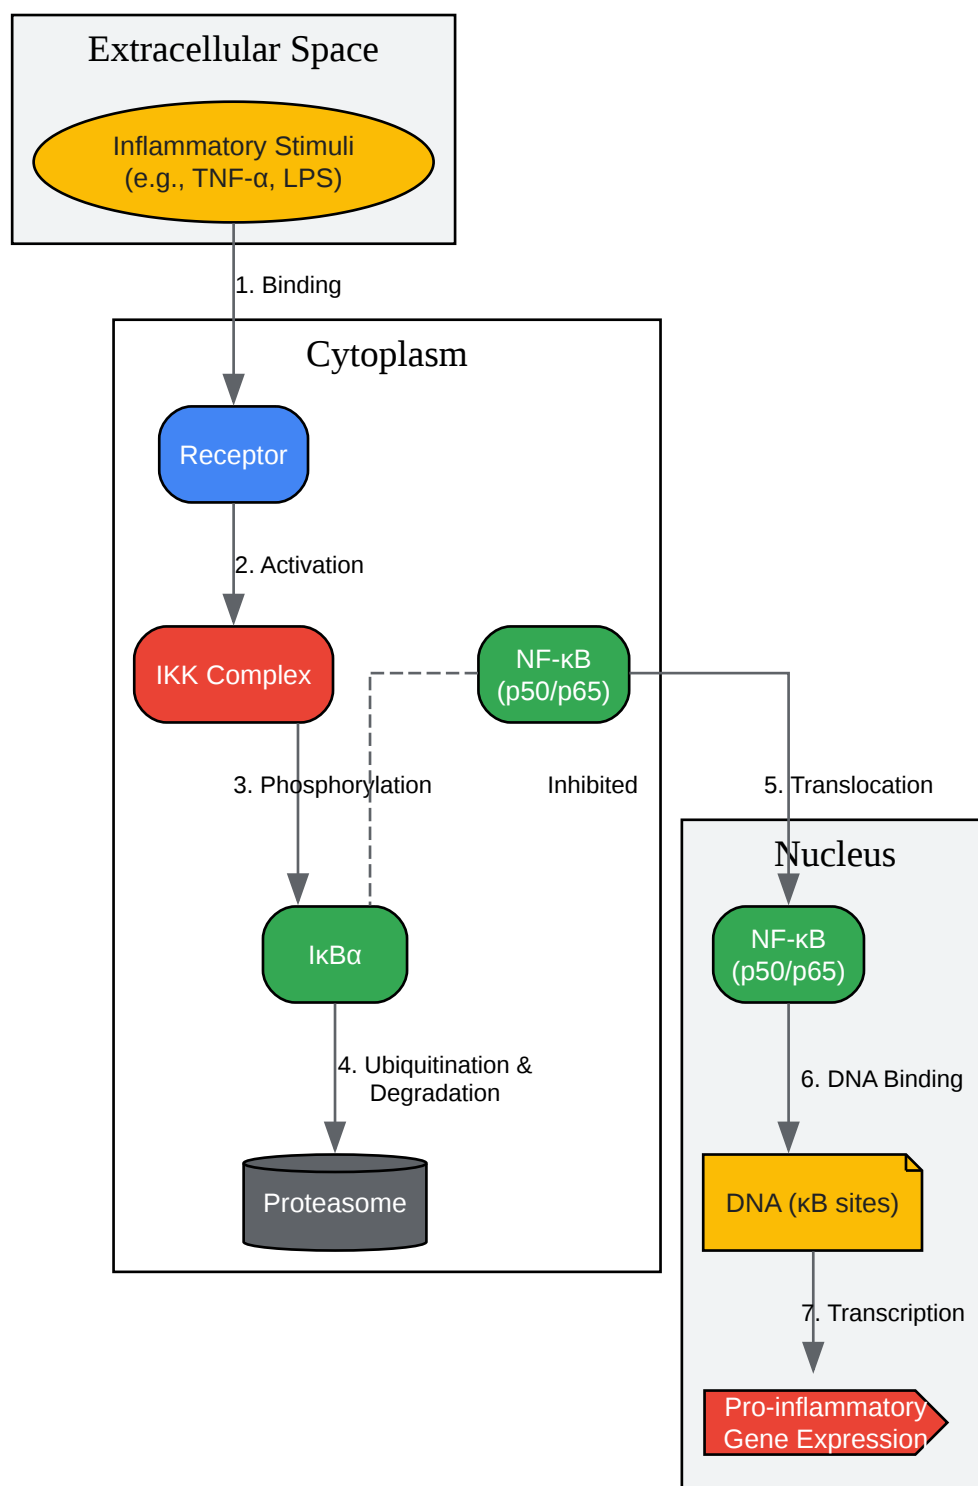 Extracellular Space
Inflammatory Stimuli
(e.g., TNF-α, LPS)
1. Binding
Cytoplasm
Receptor
2. Activation
IKK Complex
NF-κB
(p50/p65)
3. Phosphorylation
Inhibited
5. Translocation
Nucleus
IκBα
NF-κB
(p50/p65)
4. Ubiquitination &
Degradation
6. DNA Binding
Proteasome
DNA (κB sites)
7. Transcription
Pro-inflammatory
Gene Expression